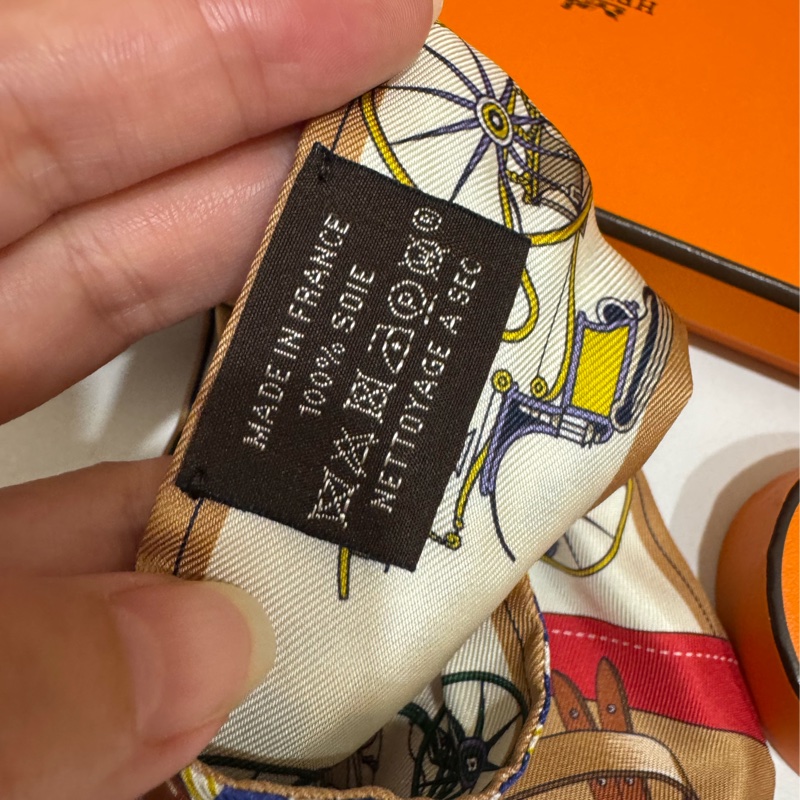 MADE IN FRANCE
100% SOIE
NETTOYAGE A SEC